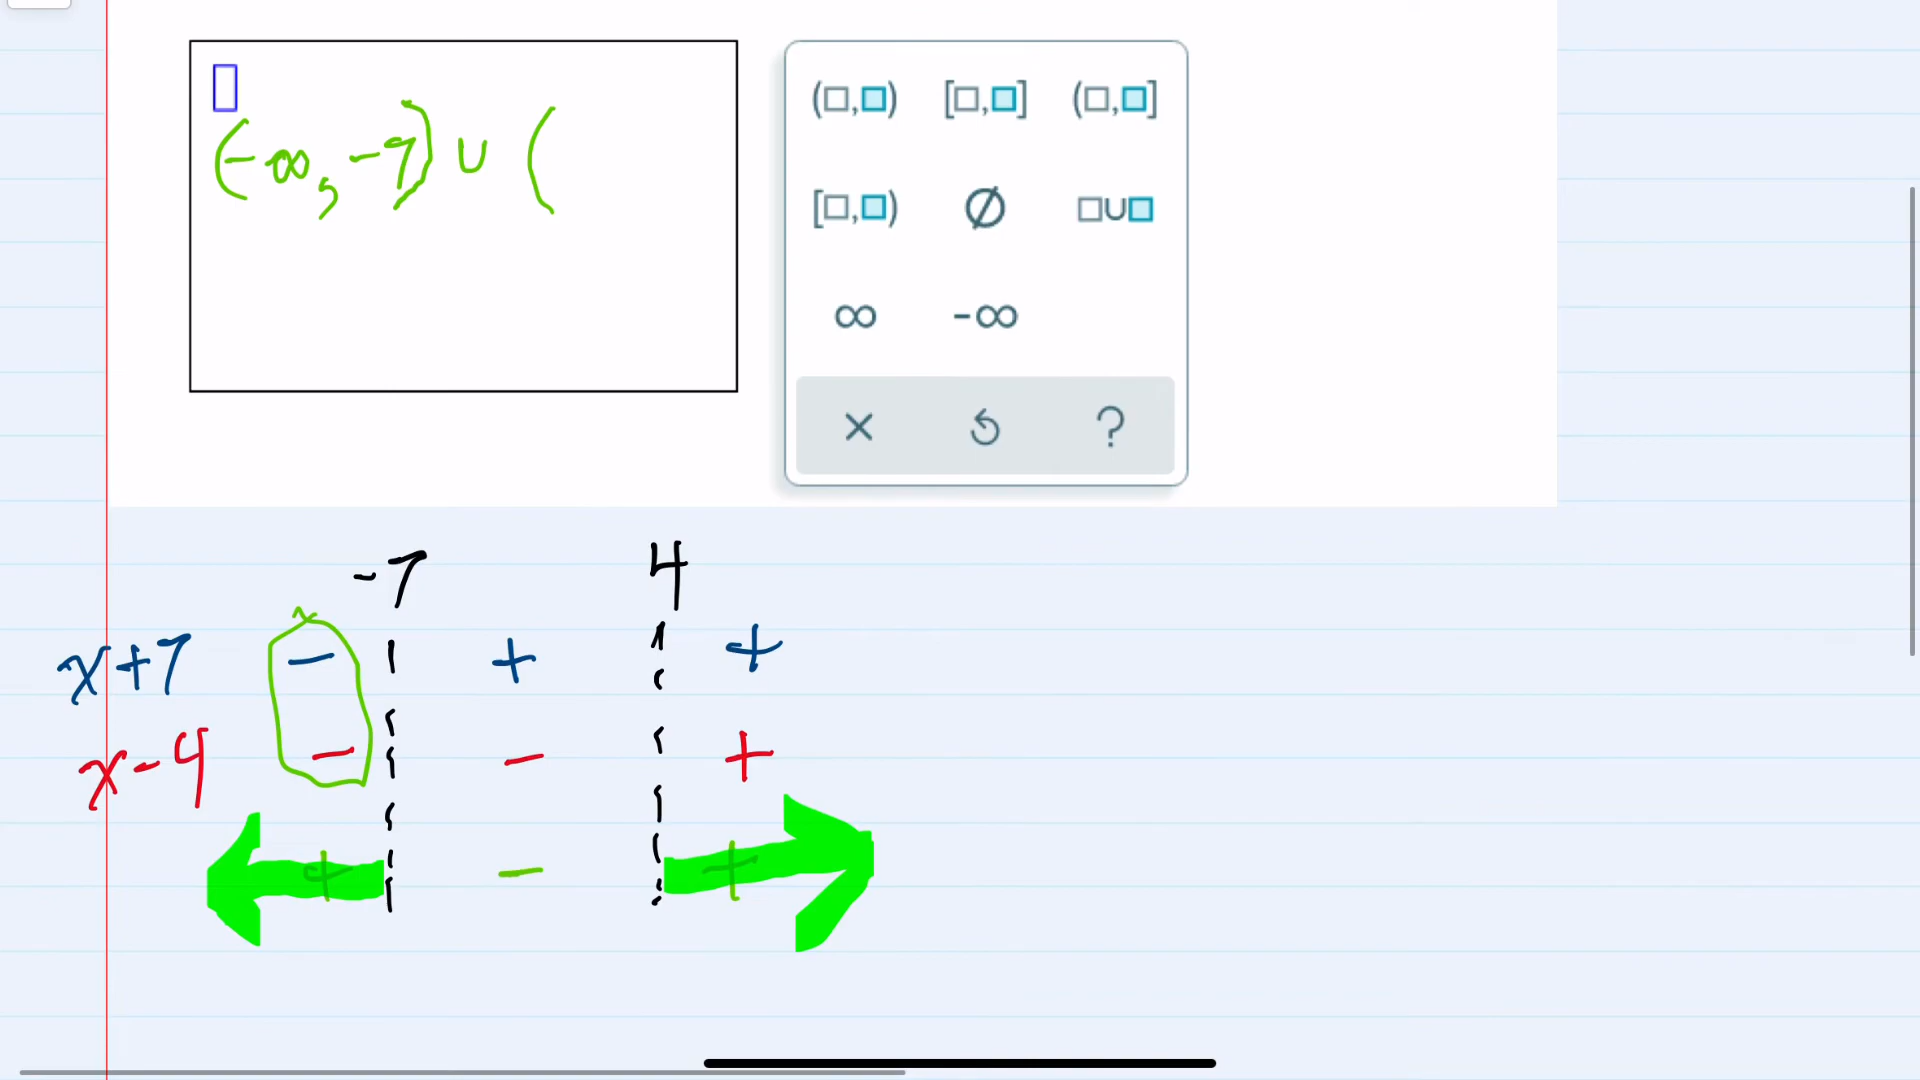 (-∞, -7) ∪ (
(□,□) [□,□] (□,□]
[□,□) ∅ □∪□
∞ -∞
× ↺ ?
-7 4
x+7 - + +
x-4 - - +
+ - +